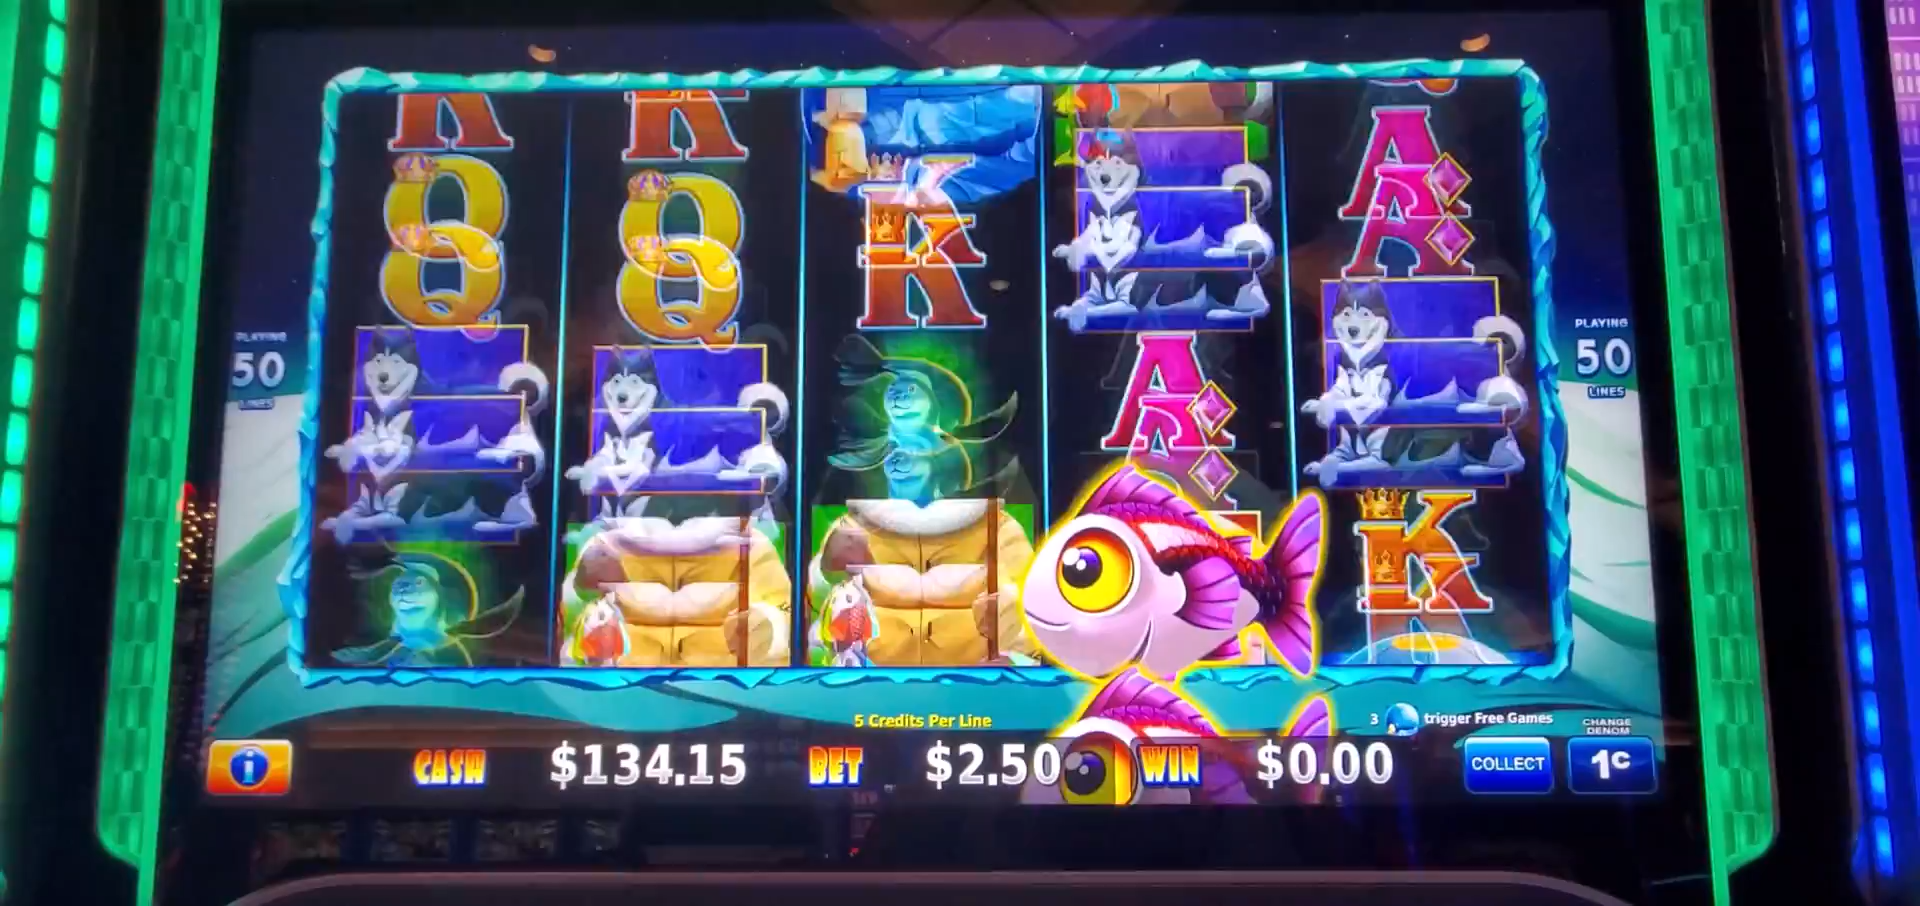 K K
K A
Q Q K A
Q Q K A
A
A K
K
PLAYING
50
LINES
PLAYING
50
LINES
5 Credits Per Line
3 trigger Free Games
CHANGE
DENOM
i CASH $134.15 BET $2.50 WIN $0.00 COLLECT 1¢